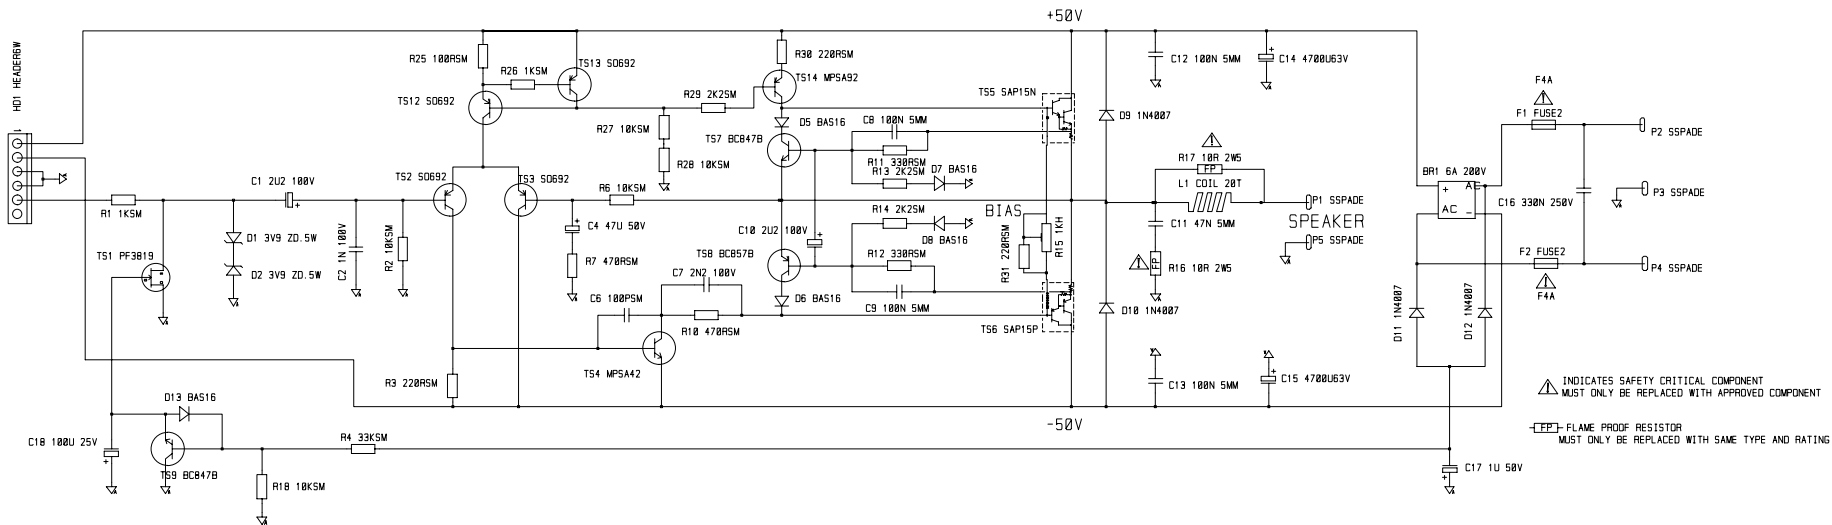 +50V
HD1 HEADER6W
1
R25 100RSM
R26 1KSM
TS13 SO692
TS12 SO692
R30 220RSM
TS14 MPSA92
R29 2K2SM
R27 10KSM
R28 10KSM
D5 BAS16
TS7 BC847B
C8 100N 5MM
R11 330RSM
R13 2K2SM
D7 BAS16
TS5 SAP15N
D9 1N4007
C12 100N 5MM
C14 4700U63V
F4A
F1 FUSE2
P2 SSPADE
R17 10R 2W5
FP
L1 COIL 20T
BR1 6A 200V
+
AC
AC
-
C16 330N 250V
P3 SSPADE
R1 1KSM
C1 2U2 100V
TS2 SO692
TS3 SO692
R6 10KSM
C4 47U 50V
R7 470RSM
R14 2K2SM
D8 BAS16
BIAS
R15 1KH
R31 220RSM
P1 SSPADE
SPEAKER
P5 SSPADE
C11 47N 5MM
FP
R16 10R 2W5
D1 3V9 ZD.5W
D2 3V9 ZD.5W
TS1 PF3819
C2 1N 100V
R2 10KSM
C10 2U2 100V
TS8 BC857B
R12 330RSM
C7 2N2 100V
D6 BAS16
C9 100N 5MM
C6 100PSM
R10 470RSM
TS4 MPSA42
TS6 SAP15P
D10 1N4007
F2 FUSE2
F4A
P4 SSPADE
D11 1N4007
D12 1N4007
R3 220RSM
C13 100N 5MM
C15 4700U63V
INDICATES SAFETY CRITICAL COMPONENT
MUST ONLY BE REPLACED WITH APPROVED COMPONENT
-50V
D13 BAS16
C18 100U 25V
TS9 BC847B
R4 33KSM
R18 10KSM
C17 1U 50V
FP
FLAME PROOF RESISTOR
MUST ONLY BE REPLACED WITH SAME TYPE AND RATING